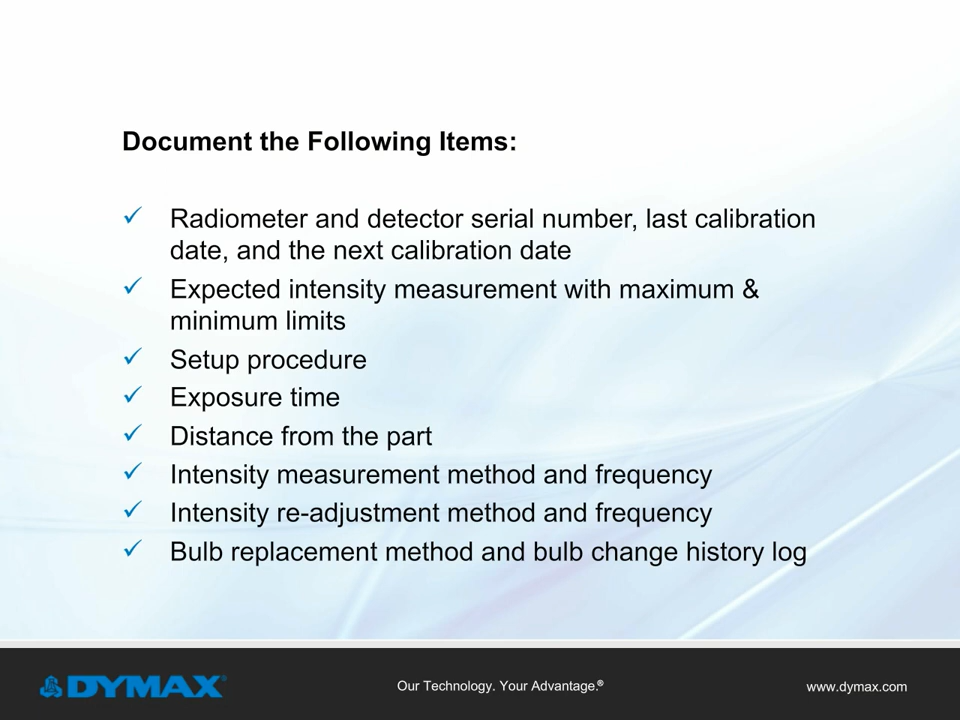 Document the Following Items:
✓ Radiometer and detector serial number, last calibration
date, and the next calibration date
✓ Expected intensity measurement with maximum &
minimum limits
✓ Setup procedure
✓ Exposure time
✓ Distance from the part
✓ Intensity measurement method and frequency
✓ Intensity re-adjustment method and frequency
✓ Bulb replacement method and bulb change history log
DYMAX®
Our Technology. Your Advantage.®
www.dymax.com